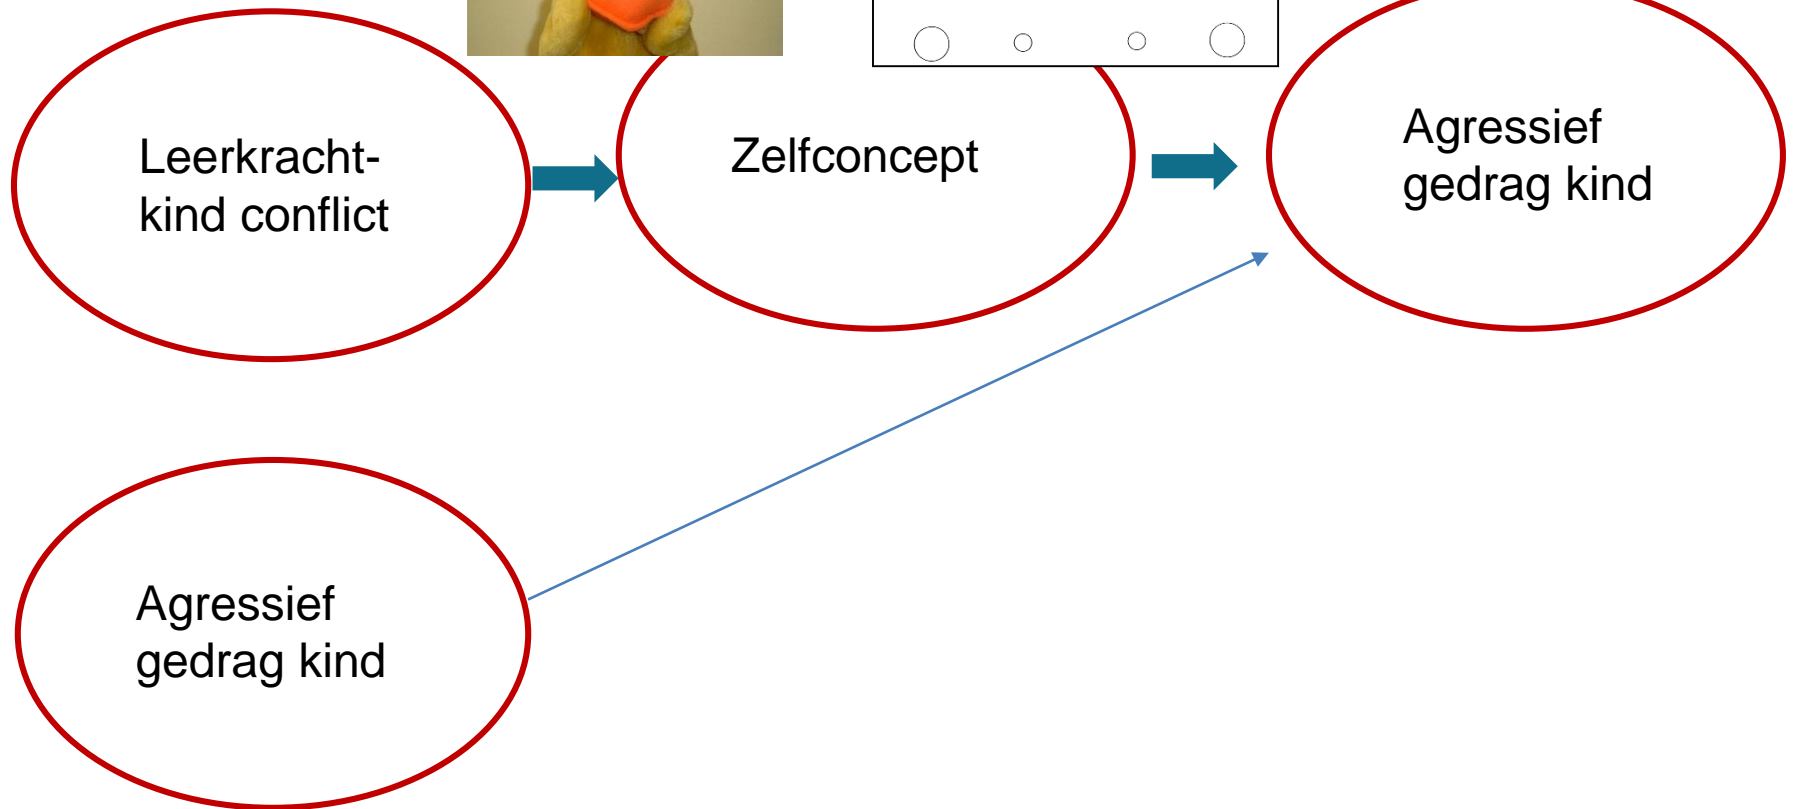 Leerkracht-
kind conflict
Zelfconcept
Agressief
gedrag kind
Agressief
gedrag kind